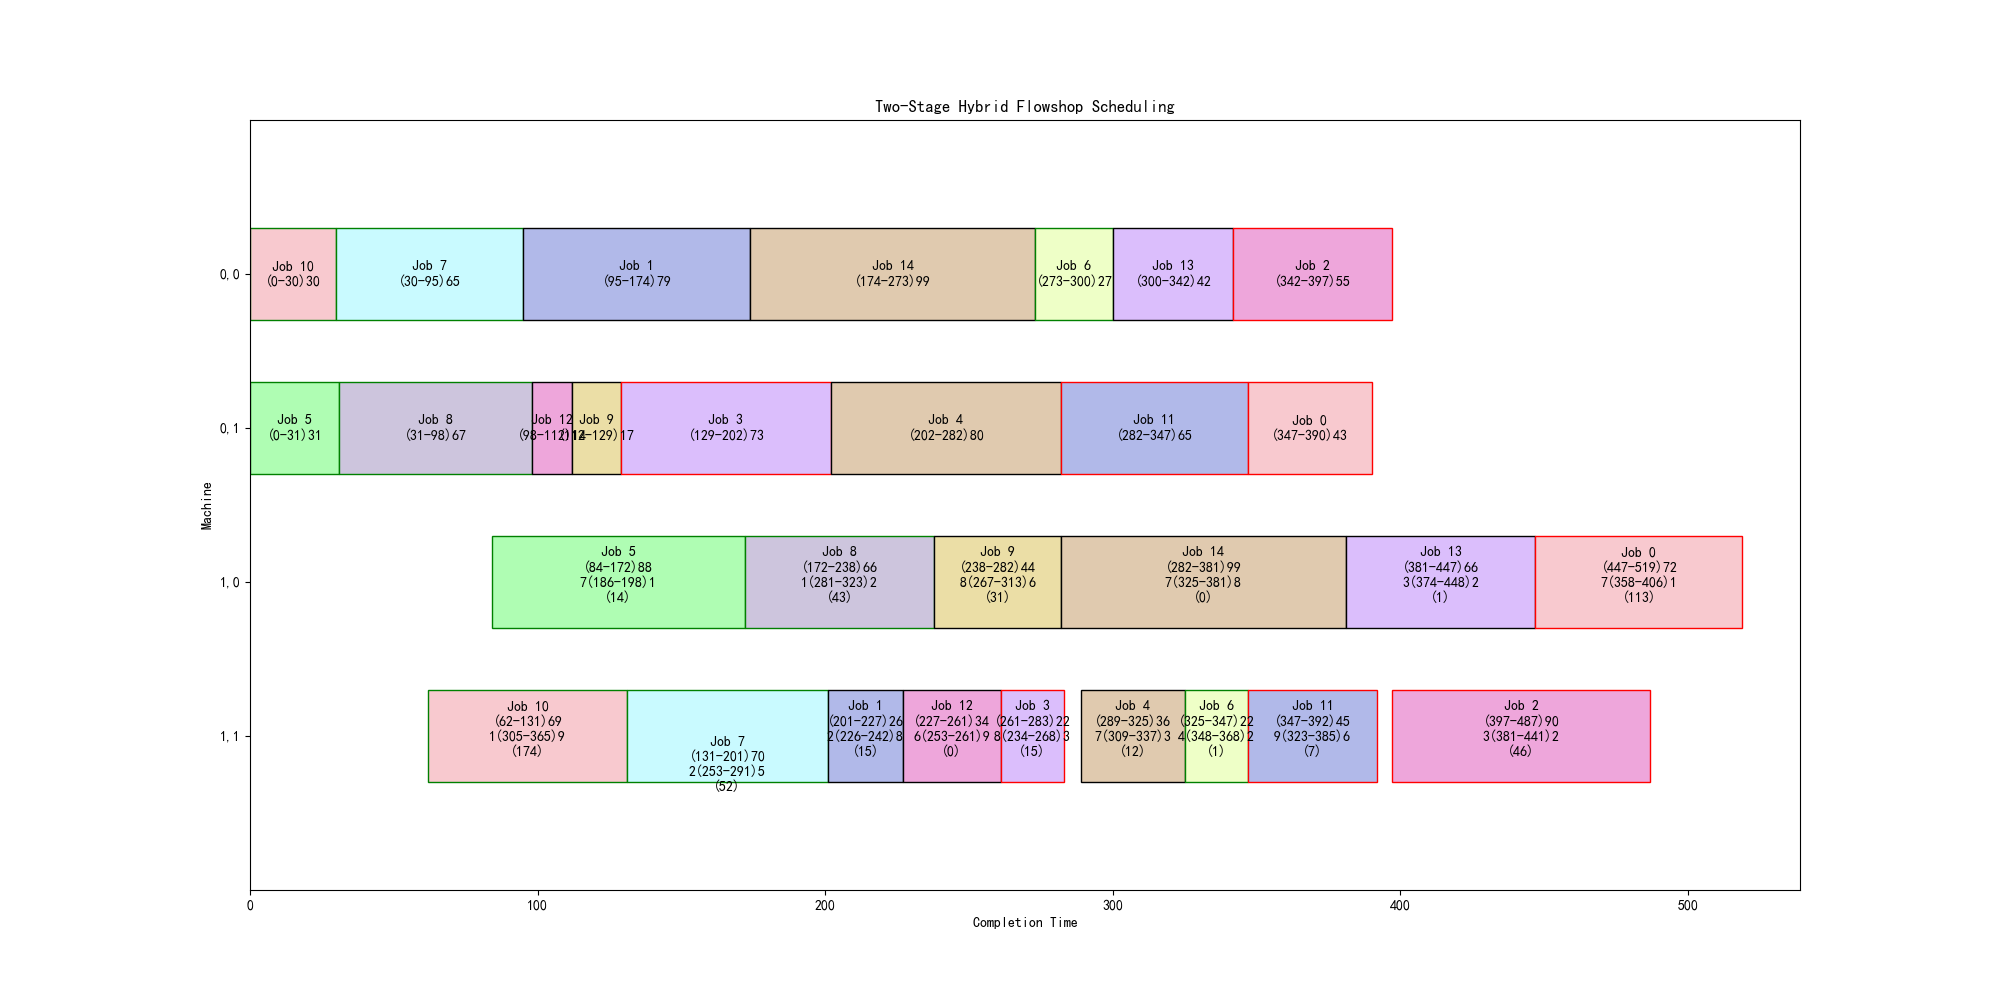 Two-Stage Hybrid Flowshop Scheduling
Machine
0,0
Job 10
(0-30)30
Job 7
(30-95)65
Job 1
(95-174)79
Job 14
(174-273)99
Job 6
(273-300)27
Job 13
(300-342)42
Job 2
(342-397)55
0,1
Job 5
(0-31)31
Job 8
(31-98)67
Job 12
(98-112)14
Job 9
(112-129)17
Job 3
(129-202)73
Job 4
(202-282)80
Job 11
(282-347)65
Job 0
(347-390)43
1,0
Job 5
(84-172)88
7(186-198)1
(14)
Job 8
(172-238)66
1(281-323)2
(43)
Job 9
(238-282)44
8(267-313)6
(31)
Job 14
(282-381)99
7(325-381)8
(0)
Job 13
(381-447)66
3(374-448)2
(1)
Job 0
(447-519)72
7(358-406)1
(113)
1,1
Job 10
(62-131)69
1(305-365)9
(174)
Job 7
(131-201)70
2(253-291)5
(52)
Job 1
(201-227)26
2(226-242)8
(15)
Job 12
(227-261)34
6(253-261)9
(0)
Job 3
(261-283)22
8(234-268)3
(15)
Job 4
(289-325)36
7(309-337)3
(12)
Job 6
(325-347)22
4(348-368)2
(1)
Job 11
(347-392)45
9(323-385)6
(7)
Job 2
(397-487)90
3(381-441)2
(46)
0
100
200
300
400
500
Completion Time